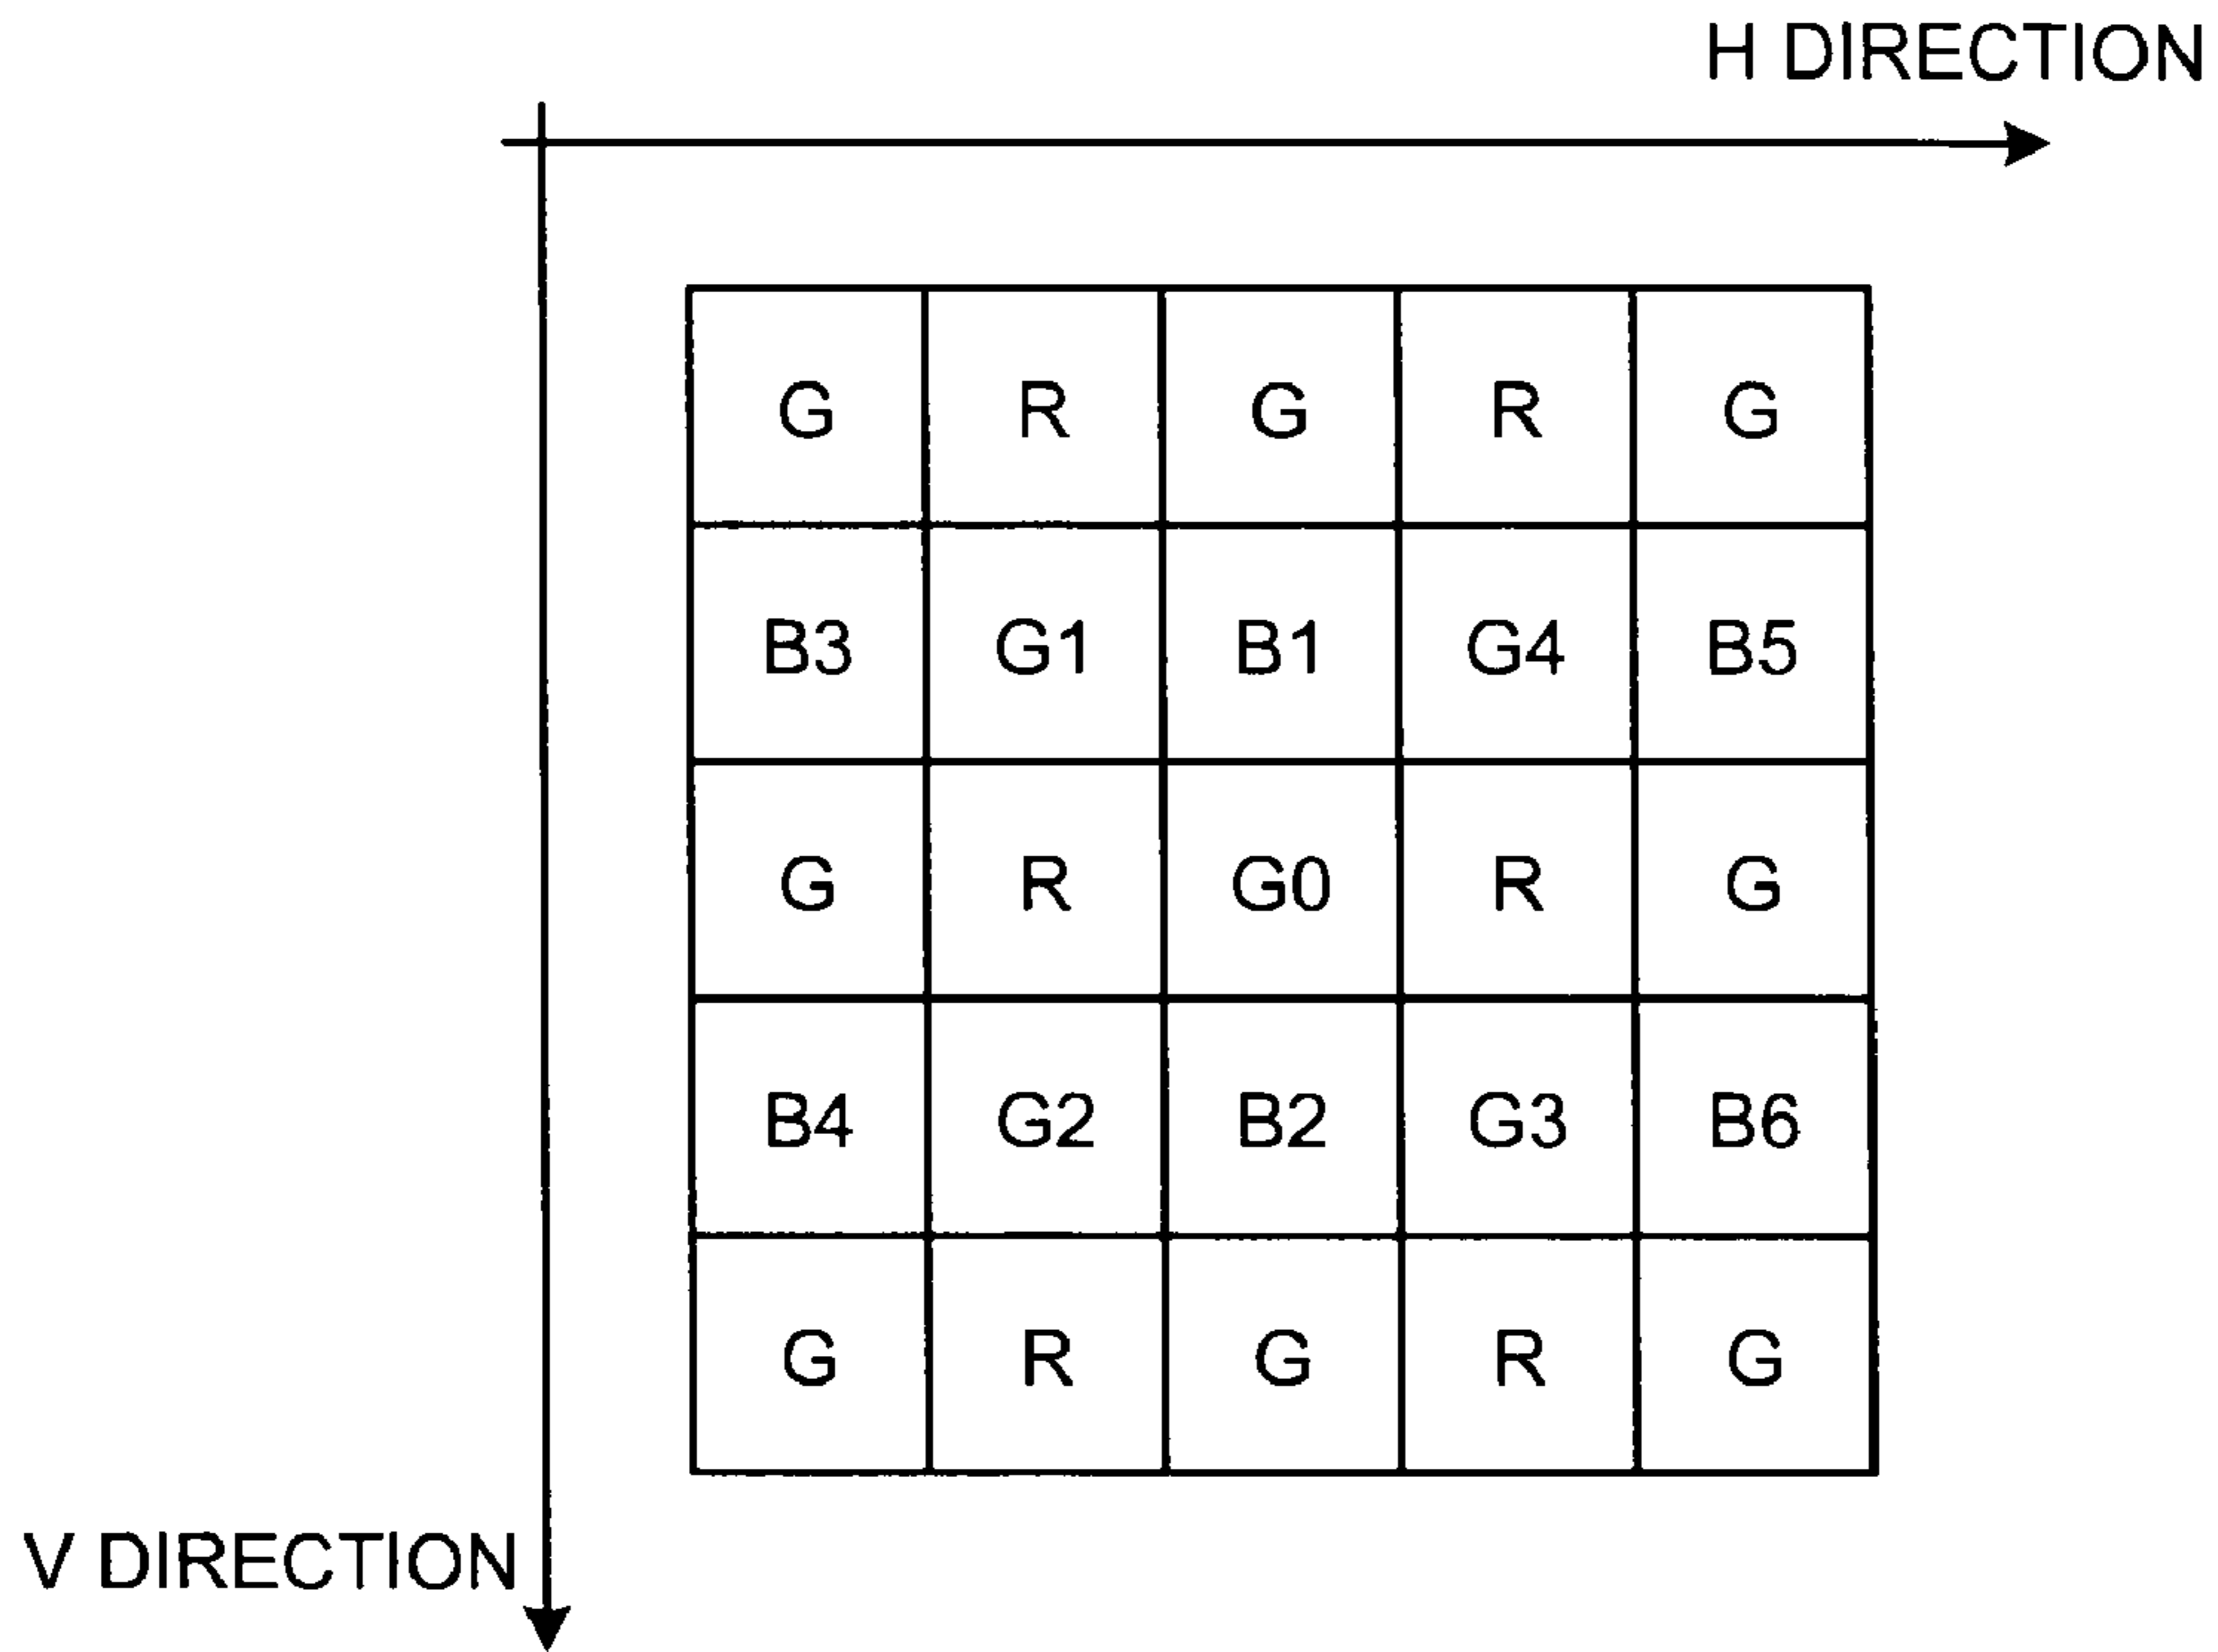 H DIRECTION
G R G R G
B3 G1 B1 G4 B5
G R G0 R G
B4 G2 B2 G3 B6
G R G R G
V DIRECTION